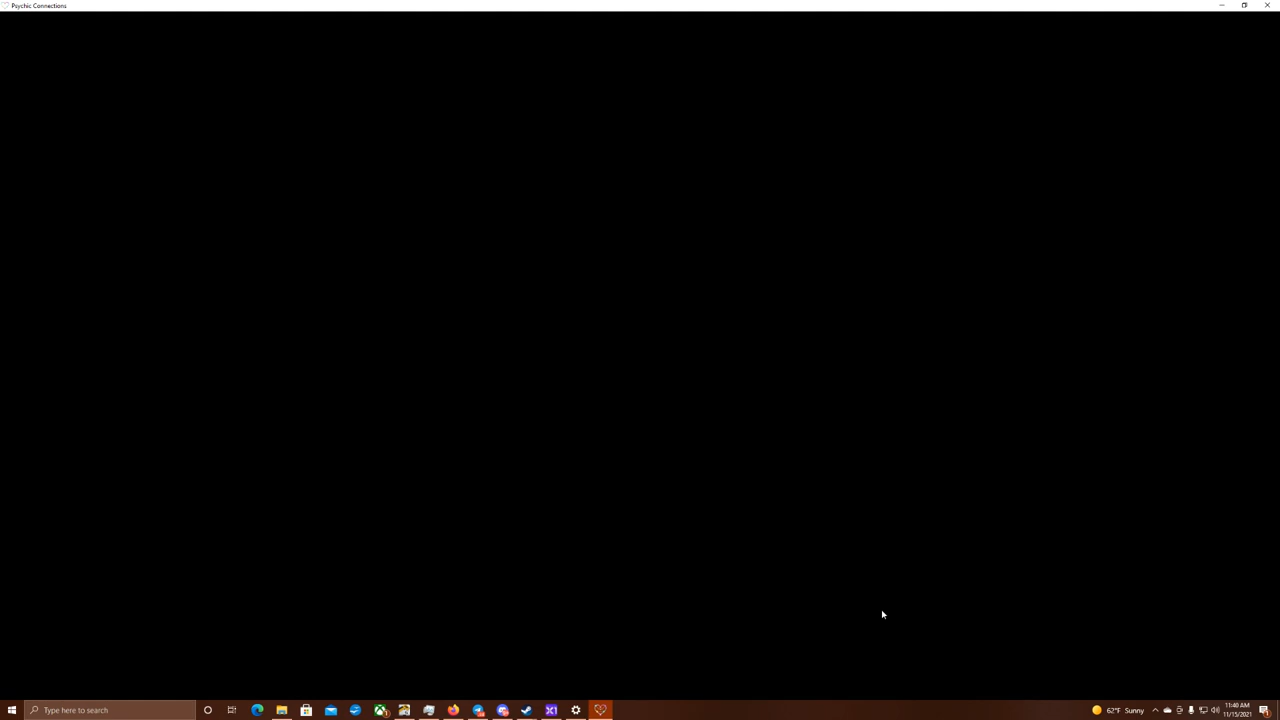 Psychic Connections
Type here to search
62°F Sunny
11:40 AM
11/15/2021